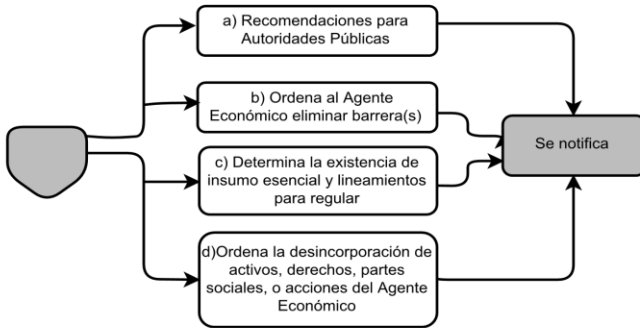 a) Recomendaciones para
Autoridades Públicas
b) Ordena al Agente
Económico eliminar barrera(s)
Se notifica
c) Determina la existencia de
insumo esencial y lineamientos
para regular
d)Ordena la desincorporación de
activos, derechos, partes
sociales, o acciones del Agente
Económico